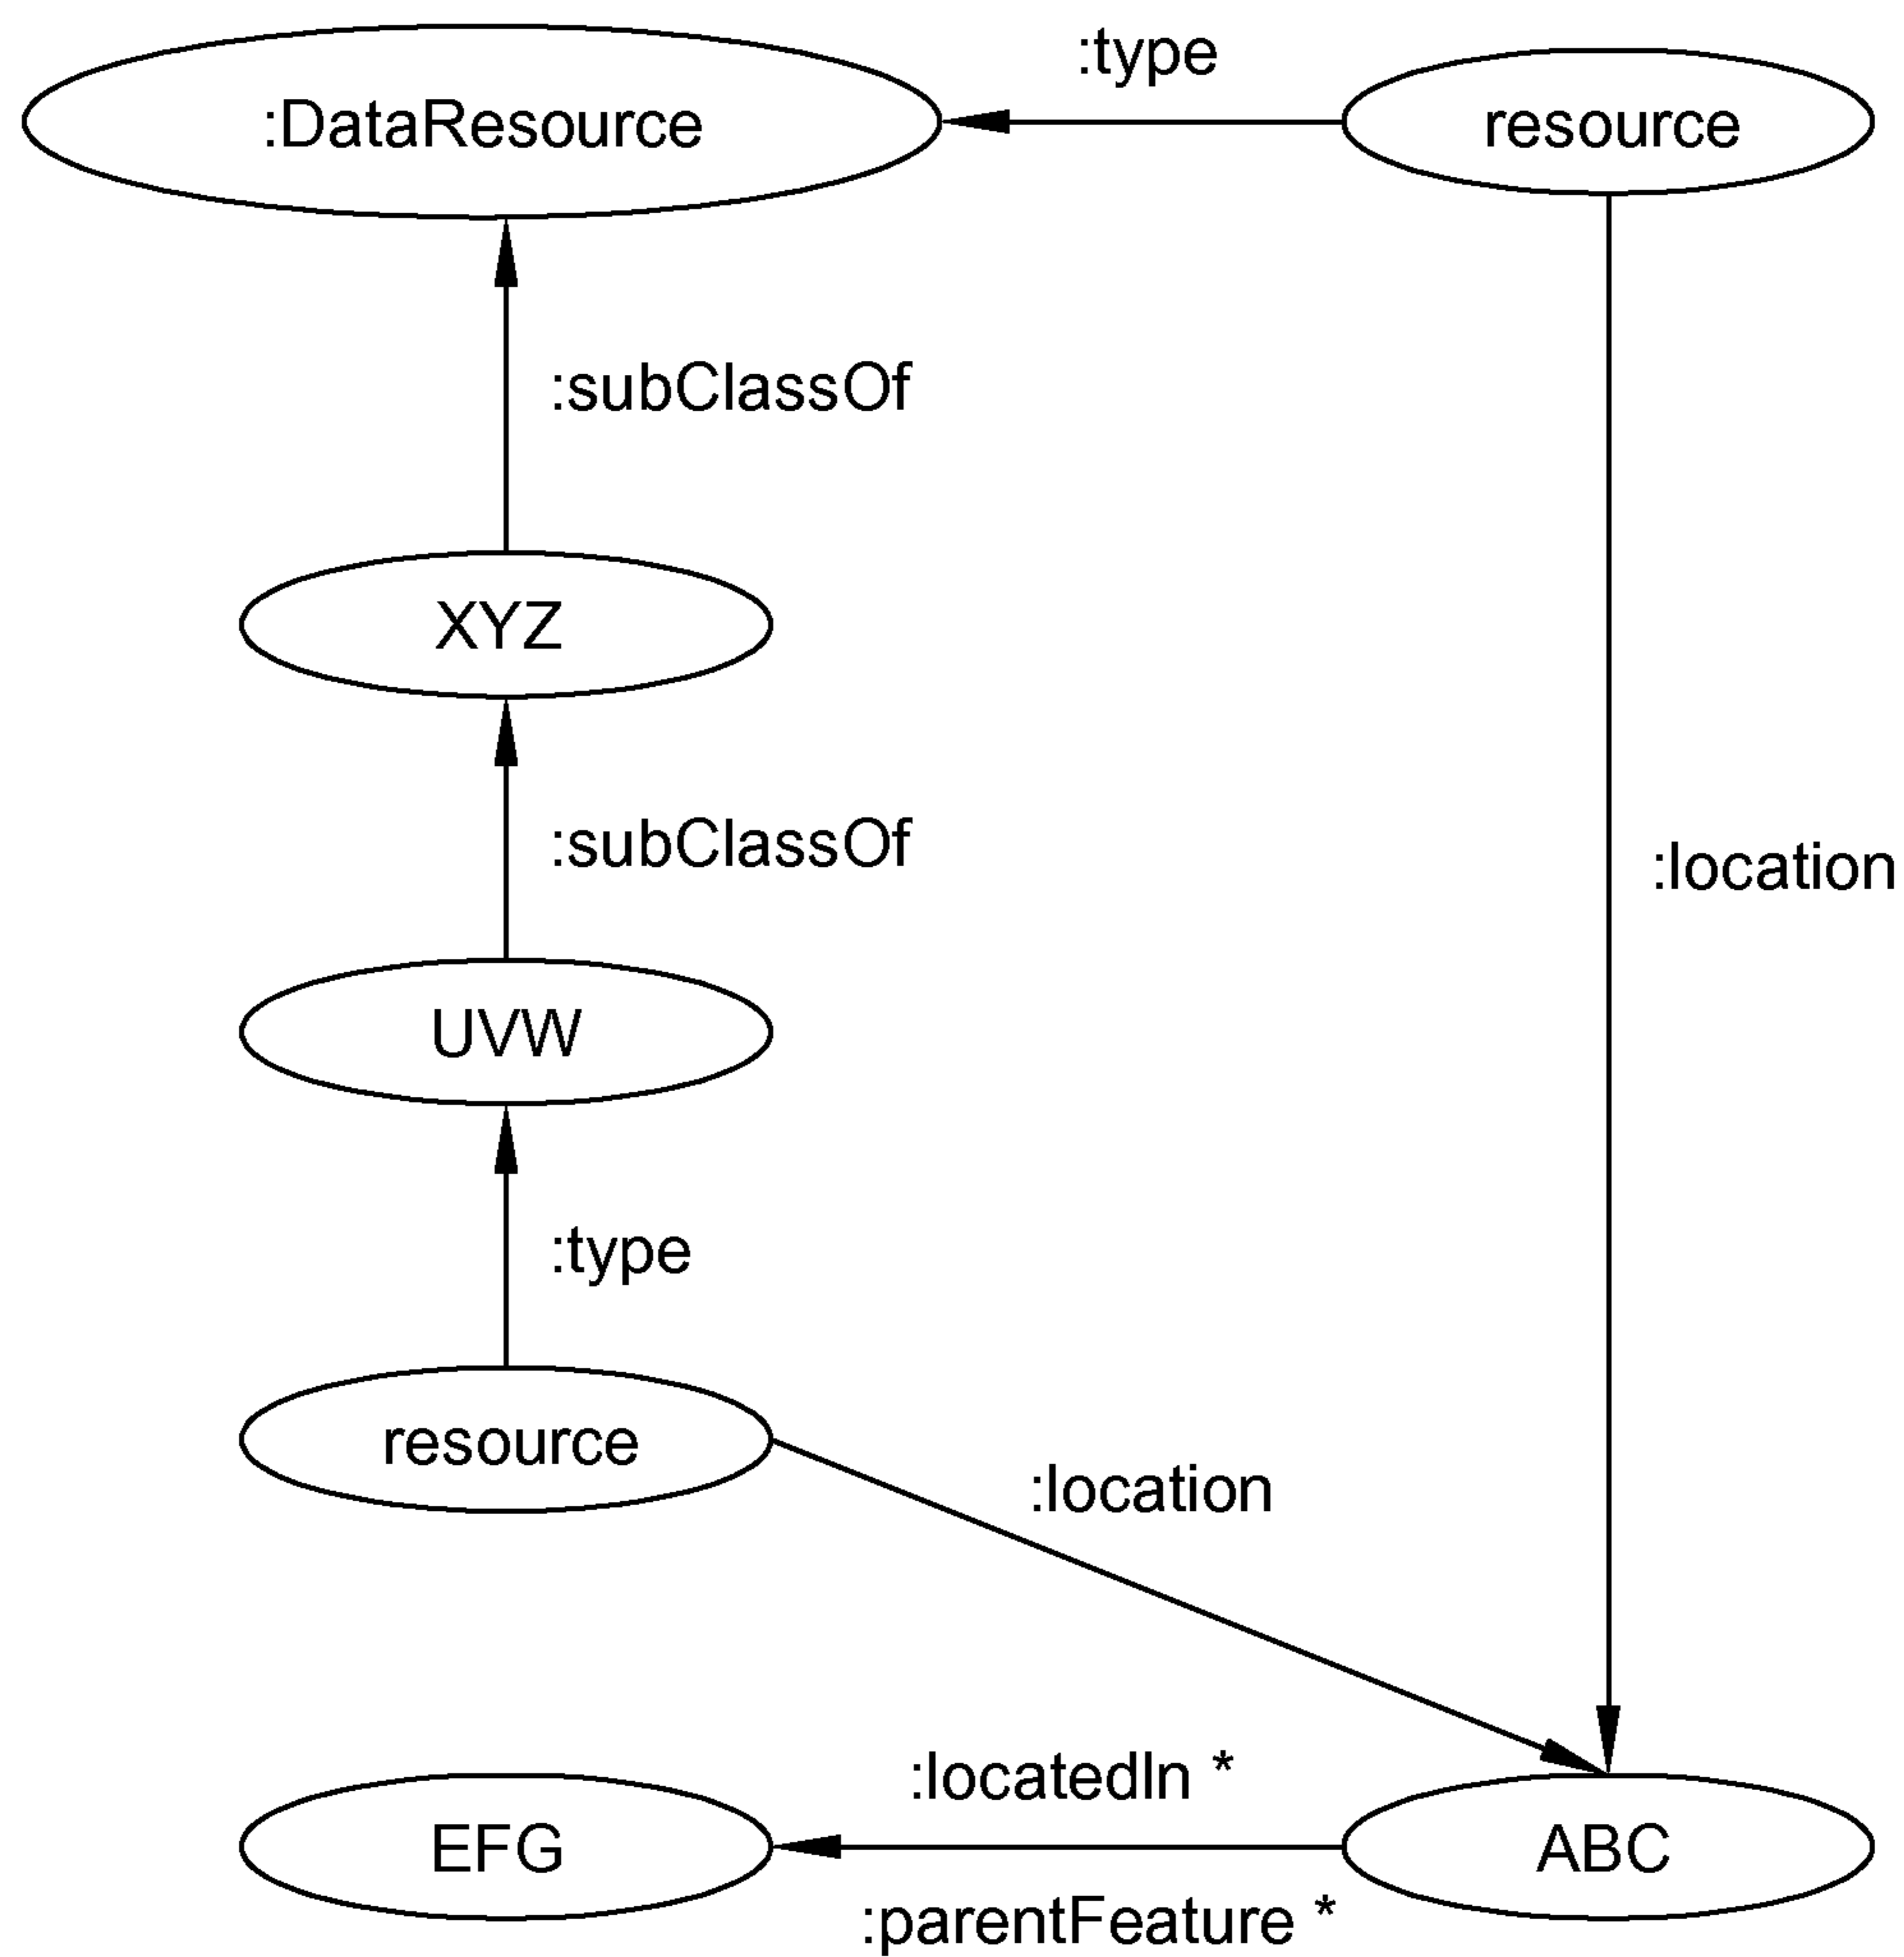 :type
:DataResource
resource
:subClassOf
XYZ
:subClassOf
:location
UVW
:type
resource
:location
:locatedIn *
EFG
ABC
:parentFeature *